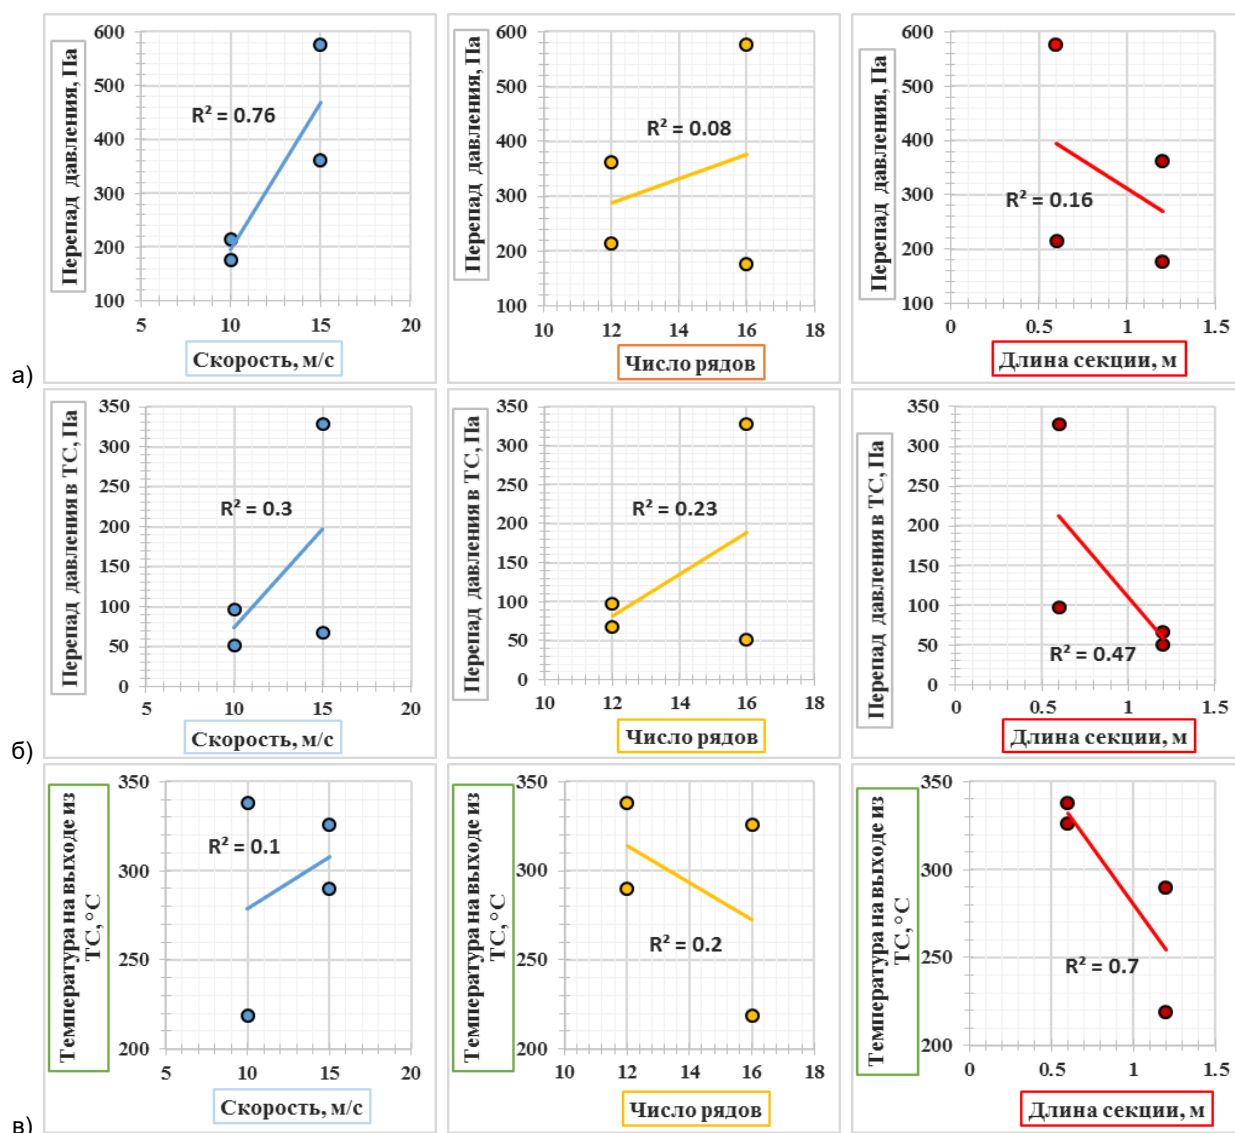 Перепад давления, Па
600
500
400
300
200
100
R² = 0.76
5
10
15
20
Скорость, м/с
Перепад давления, Па
600
500
400
300
200
100
R² = 0.08
10
12
14
16
18
Число рядов
Перепад давления, Па
600
500
400
300
200
100
R² = 0.16
0
0.5
1
1.5
Длина секции, м
а)
Перепад давления в ТС, Па
350
300
250
200
150
100
50
0
R² = 0.3
5
10
15
20
Скорость, м/с
Перепад давления в ТС, Па
350
300
250
200
150
100
50
0
R² = 0.23
10
12
14
16
18
Число рядов
Перепад давления в ТС, Па
350
300
250
200
150
100
50
0
R² = 0.47
0
0.5
1
1.5
Длина секции, м
б)
Температура на выходе из
ТС, °С
350
300
250
200
R² = 0.1
5
10
15
20
Скорость, м/с
Температура на выходе из
ТС, °С
350
300
250
200
R² = 0.2
10
12
14
16
18
Число рядов
Температура на выходе из
ТС, °С
350
300
250
200
R² = 0.7
0
0.5
1
1.5
Длина секции, м
в)